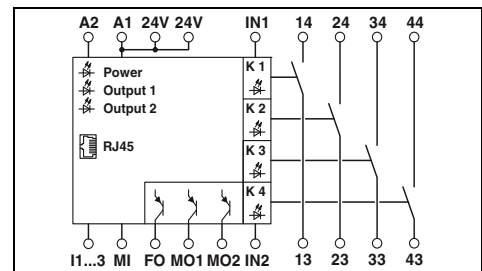 A2 A1 24V 24V IN1 14 24 34 44
Power
Output 1
Output 2
RJ45
K 1
K 2
K 3
K 4
I1...3 MI FO MO1 MO2 IN2 13 23 33 43